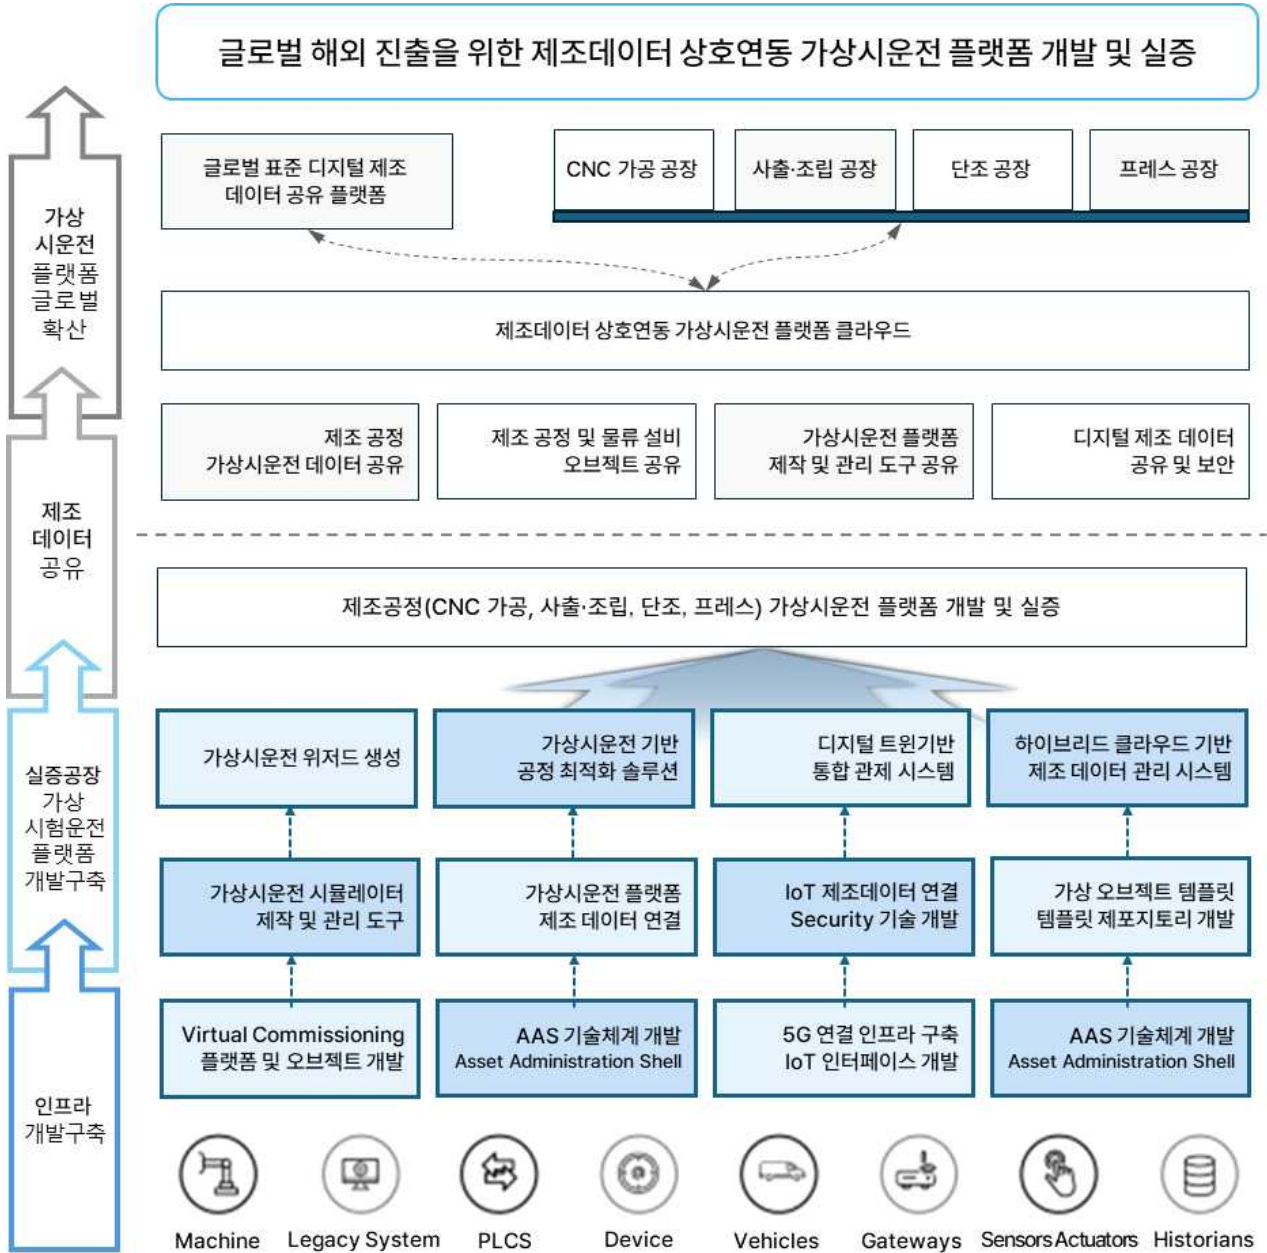 글로벌 해외 진출을 위한 제조데이터 상호연동 가상시운전 플랫폼 개발 및 실증
가상
시운전
플랫폼
글로벌
확산
글로벌 표준 디지털 제조
데이터 공유 플랫폼
CNC 가공 공장
사출·조립 공장
단조 공장
프레스 공장
제조데이터 상호연동 가상시운전 플랫폼 클라우드
제조
데이터
공유
제조 공정
가상시운전 데이터 공유
제조 공정 및 물류 설비
오브젝트 공유
가상시운전 플랫폼
제작 및 관리 도구 공유
디지털 제조 데이터
공유 및 보안
제조공정(CNC 가공, 사출·조립, 단조, 프레스) 가상시운전 플랫폼 개발 및 실증
실증공장
가상
시험운전
플랫폼
개발구축
가상시운전 위저드 생성
가상시운전 기반
공정 최적화 솔루션
디지털 트윈기반
통합 관제 시스템
하이브리드 클라우드 기반
제조 데이터 관리 시스템
가상시운전 시뮬레이터
제작 및 관리 도구
가상시운전 플랫폼
제조 데이터 연결
IoT 제조데이터 연결
Security 기술 개발
가상 오브젝트 템플릿
템플릿 제포지토리 개발
인프라
개발구축
Virtual Commissioning
플랫폼 및 오브젝트 개발
AAS 기술체계 개발
Asset Administration Shell
5G 연결 인프라 구축
IoT 인터페이스 개발
AAS 기술체계 개발
Asset Administration Shell
Machine
Legacy System
PLCS
Device
Vehicles
Gateways
Sensors Actuators
Historians